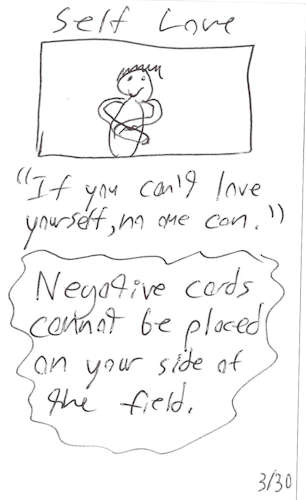 Self Love
"If you can't love
yourself, no one can."
Negative cards
cannot be placed
on your side of
the field.
3/30